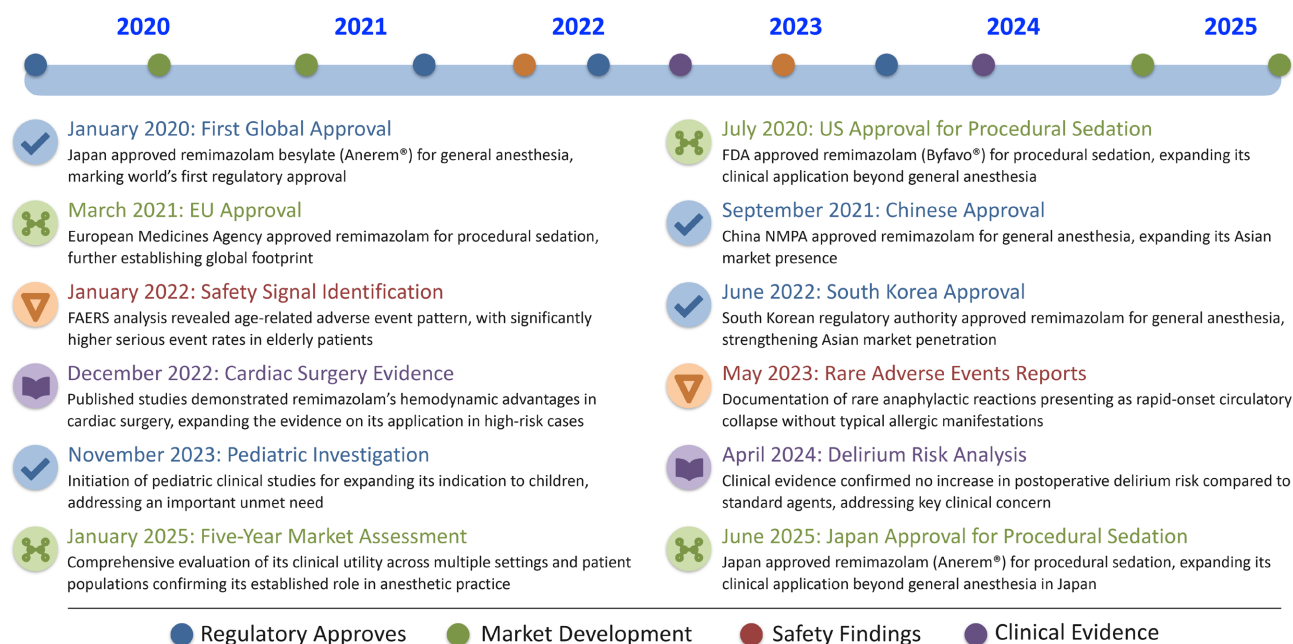 2020 2021 2022 2023 2024 2025
January 2020: First Global Approval
Japan approved remimazolam besylate (Anerem®) for general anesthesia,
marking world's first regulatory approval
July 2020: US Approval for Procedural Sedation
FDA approved remimazolam (Byfavo®) for procedural sedation, expanding its
clinical application beyond general anesthesia
March 2021: EU Approval
European Medicines Agency approved remimazolam for procedural sedation,
further establishing global footprint
September 2021: Chinese Approval
China NMPA approved remimazolam for general anesthesia, expanding its Asian
market presence
January 2022: Safety Signal Identification
FAERS analysis revealed age-related adverse event pattern, with significantly
higher serious event rates in elderly patients
June 2022: South Korea Approval
South Korean regulatory authority approved remimazolam for general anesthesia,
strengthening Asian market penetration
December 2022: Cardiac Surgery Evidence
Published studies demonstrated remimazolam's hemodynamic advantages in
cardiac surgery, expanding the evidence on its application in high-risk cases
May 2023: Rare Adverse Events Reports
Documentation of rare anaphylactic reactions presenting as rapid-onset circulatory
collapse without typical allergic manifestations
November 2023: Pediatric Investigation
Initiation of pediatric clinical studies for expanding its indication to children,
addressing an important unmet need
April 2024: Delirium Risk Analysis
Clinical evidence confirmed no increase in postoperative delirium risk compared to
standard agents, addressing key clinical concern
January 2025: Five-Year Market Assessment
Comprehensive evaluation of its clinical utility across multiple settings and patient
populations confirming its established role in anesthetic practice
June 2025: Japan Approval for Procedural Sedation
Japan approved remimazolam (Anerem®) for procedural sedation, expanding its
clinical application beyond general anesthesia in Japan
Regulatory Approves Market Development Safety Findings Clinical Evidence